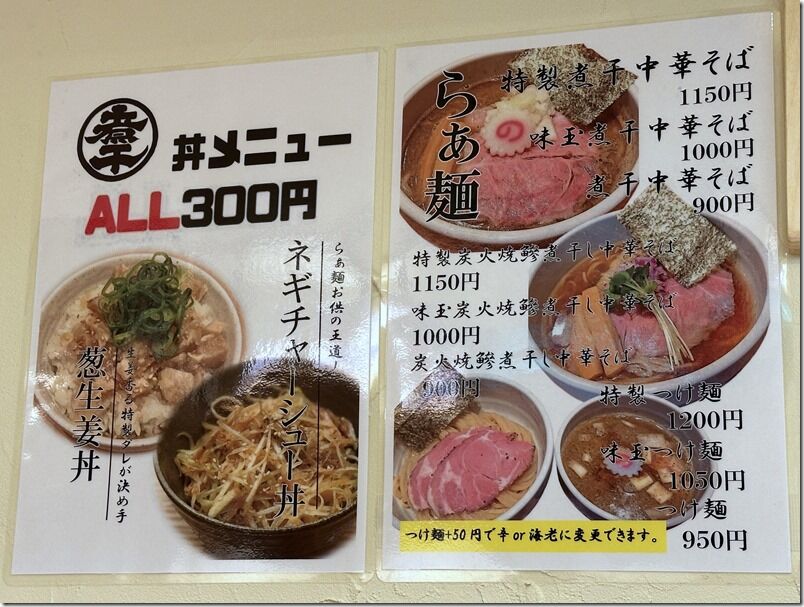 煮干
丼メニュー
ALL300円
らぁ麺お供の王道!
ネギチャーシュー丼
生姜香る特製タレが決め手
葱生姜丼
らぁ麺
特製煮干中華そば
1150円
味玉煮干中華そば
1000円
煮干中華そば
900円
特製炭火焼鯵煮干し中華そば
1150円
味玉炭火焼鯵煮干し中華そば
1000円
炭火焼鯵煮干し中華そば
900円
特製つけ麺
1200円
味玉つけ麺
1050円
つけ麺
950円
つけ麺+50円で辛or海老に変更できます。